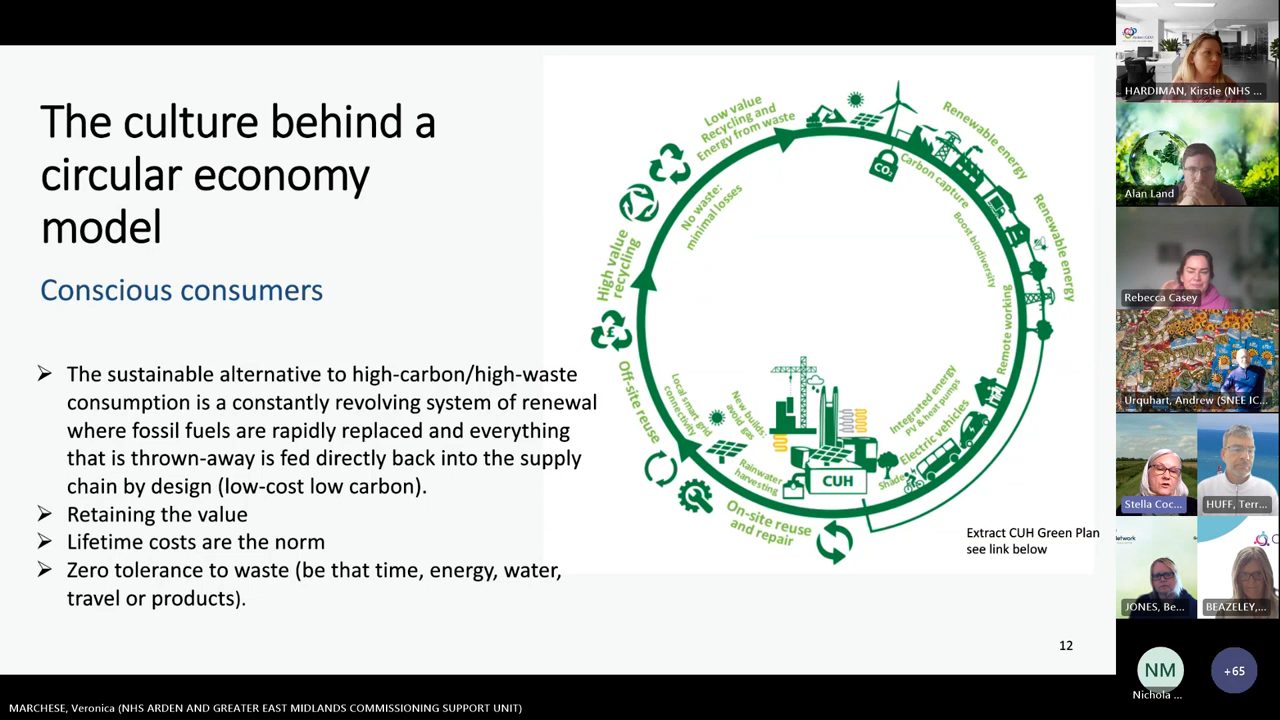 The culture behind a
circular economy
model
Conscious consumers
➢ The sustainable alternative to high-carbon/high-waste
consumption is a constantly revolving system of renewal
where fossil fuels are rapidly replaced and everything
that is thrown-away is fed directly back into the supply
chain by design (low-cost low carbon).
➢ Retaining the value
➢ Lifetime costs are the norm
➢ Zero tolerance to waste (be that time, energy, water,
travel or products).
Low value
Recycling and
Energy from waste
No waste:
minimal losses
High value
recycling
£
Off-site reuse
On-site reuse
and repair
Renewable energy
CO₂
Carbon capture
Boost biodiversity
Renewable energy
Remote working
Integrated energy
PV & heat pumps
Electric vehicles
Shade
Local smart grid
connectivity
New builds:
avoid gas
Rainwater
harvesting
CUH
Extract CUH Green Plan
see link below
12
HARDIMAN, Kirstie (NHS ...
Alan Land
Rebecca Casey
Urquhart, Andrew (SNEE IC...
Stella Coc...
HUFF, Terr...
etwork
JONES, Be...
BEAZELEY,...
NM
Nichola ...
+65
MARCHESE, Veronica (NHS ARDEN AND GREATER EAST MIDLANDS COMMISSIONING SUPPORT UNIT)